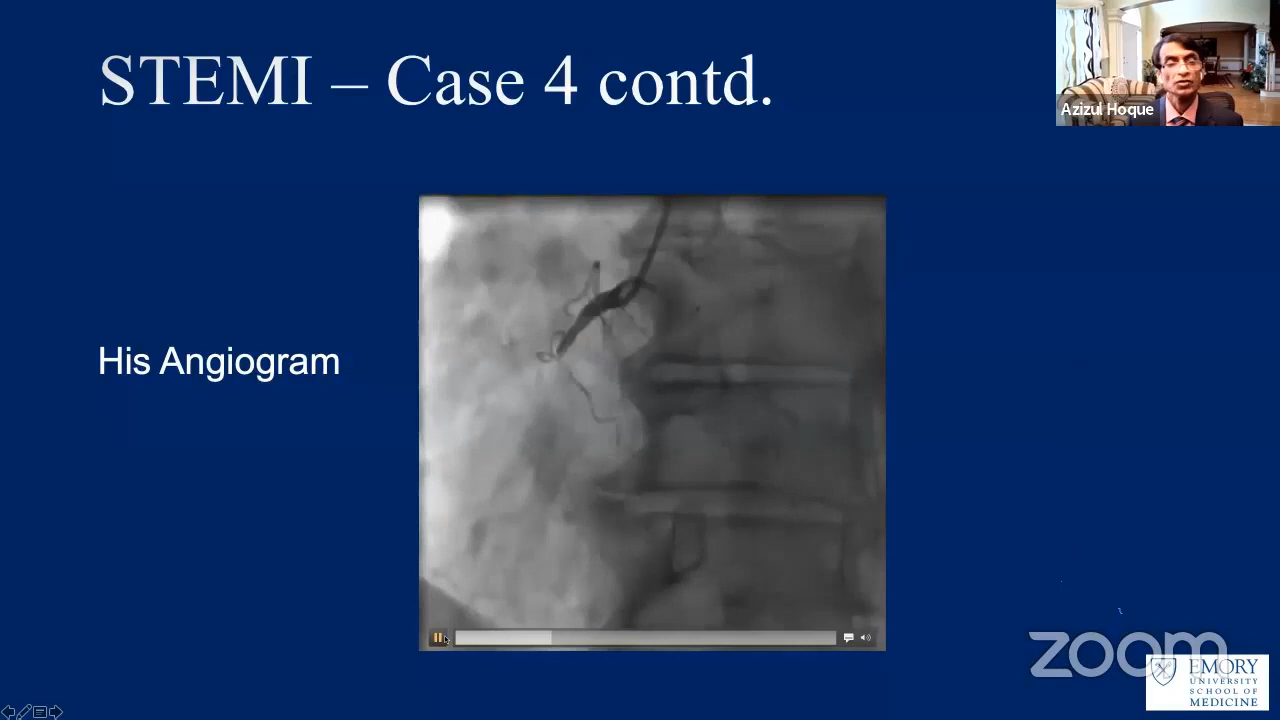 STEMI – Case 4 contd.
Azizul Hoque
His Angiogram
zoom
EMORY
UNIVERSITY
SCHOOL OF
MEDICINE